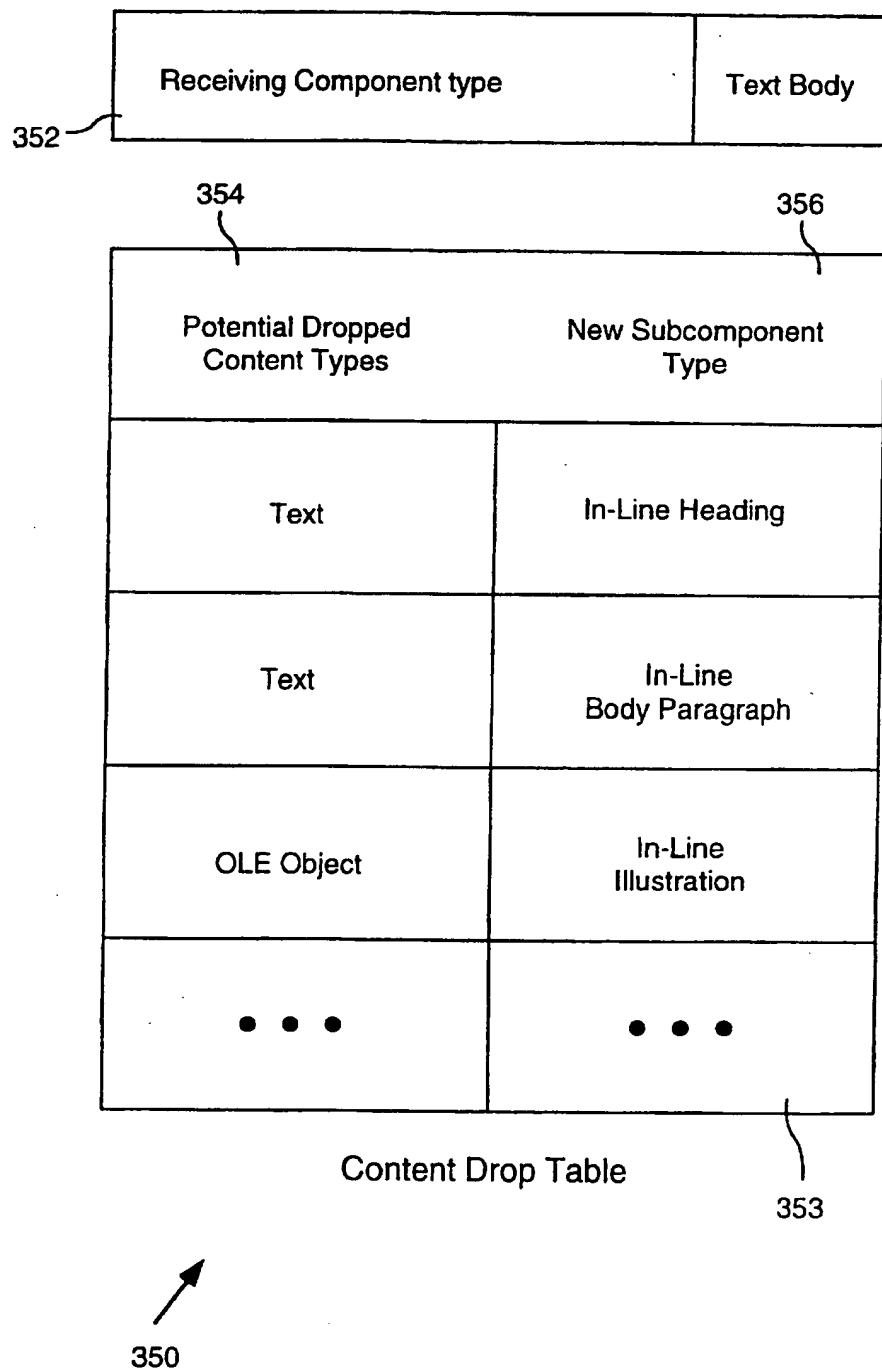 Receiving Component type
Text Body
352
354
356
Potential Dropped
Content Types
New Subcomponent
Type
Text
In-Line Heading
Text
In-Line
Body Paragraph
OLE Object
In-Line
Illustration
● ● ●
● ● ●
Content Drop Table
353
350